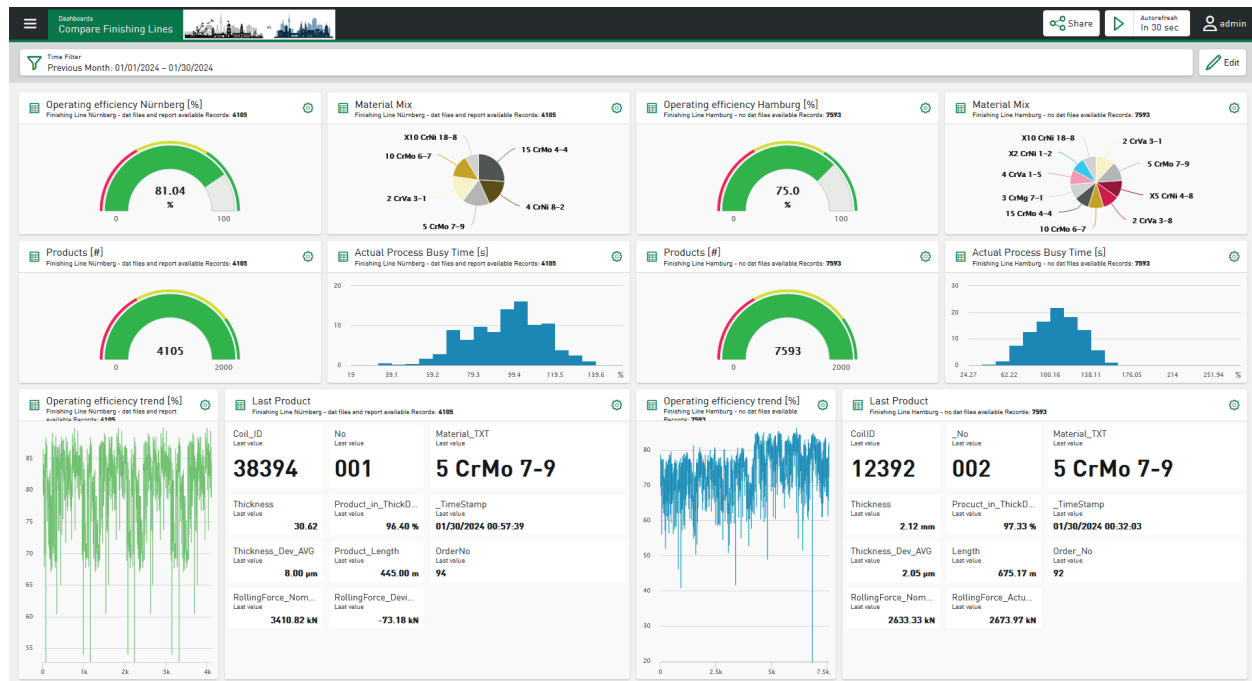 Dashboards
Compare Finishing Lines
vs
Share
Autorefresh
In 30 sec
admin
Time Filter
Previous Month: 01/01/2024 – 01/30/2024
Edit
Operating efficiency Nürnberg [%]
Finishing Line Nürnberg - dat files and report available Records: 4105
81.04
%
0
100
Material Mix
Finishing Line Nürnberg - dat files and report available Records: 4105
X10 CrNi 18-8
15 CrMo 4-4
10 CrMo 6-7
2 CrVa 3-1
4 CrNi 8-2
5 CrMo 7-9
Operating efficiency Hamburg [%]
Finishing Line Hamburg - no dat files available Records: 7593
75.0
%
0
100
Material Mix
Finishing Line Hamburg - no dat files available Records: 7593
X10 CrNi 18-8
2 CrVa 3-1
X2 CrNi 1-2
5 CrMo 7-9
4 CrVa 1-5
3 CrMg 7-1
X5 CrNi 4-8
15 CrMo 4-4
2 CrVa 3-8
10 CrMo 6-7
Products [#]
Finishing Line Nürnberg - dat files and report available Records: 4105
4105
0
2000
Actual Process Busy Time [s]
Finishing Line Nürnberg - dat files and report available Records: 4105
20
10
0
19 39.1 59.2 79.3 99.4 119.5 139.6 %
Products [#]
Finishing Line Hamburg - no dat files available Records: 7593
7593
0
2000
Actual Process Busy Time [s]
Finishing Line Hamburg - no dat files available Records: 7593
30
20
10
0
24.27 62.22 100.16 138.11 176.05 214 251.94 %
Operating efficiency trend [%]
Finishing Line Nürnberg - dat files and report
available Records: 4105
85
80
75
70
65
60
55
0 1k 2k 3k 4k
Last Product
Finishing Line Nürnberg - dat files and report available Records: 4105
Coil_ID
Last value
38394
No
Last value
001
Material_TXT
Last value
5 CrMo 7-9
Thickness
Last value
30.62
Product_in_ThickD...
Last value
96.40 %
_TimeStamp
Last value
01/30/2024 00:57:39
Thickness_Dev_AVG
Last value
8.00 µm
Product_Length
Last value
445.00 m
OrderNo
Last value
94
RollingForce_Nom...
Last value
3410.82 kN
RollingForce_Devi...
Last value
-73.18 kN
Operating efficiency trend [%]
Finishing Line Hamburg - no dat files available
Records: 7593
80
70
60
50
40
30
20
0 2.5k 5k 7.5k
Last Product
Finishing Line Hamburg - no dat files available Records: 7593
CoilID
Last value
12392
_No
Last value
002
Material_TXT
Last value
5 CrMo 7-9
Thickness
Last value
2.12 mm
Procuct_in_ThickD...
Last value
97.33 %
_TimeStamp
Last value
01/30/2024 00:32:03
Thickness_Dev_AVG
Last value
2.05 µm
Length
Last value
675.17 m
Order_No
Last value
92
RollingForce_Nom...
Last value
2633.33 kN
RollingForce_Actu...
Last value
2673.97 kN